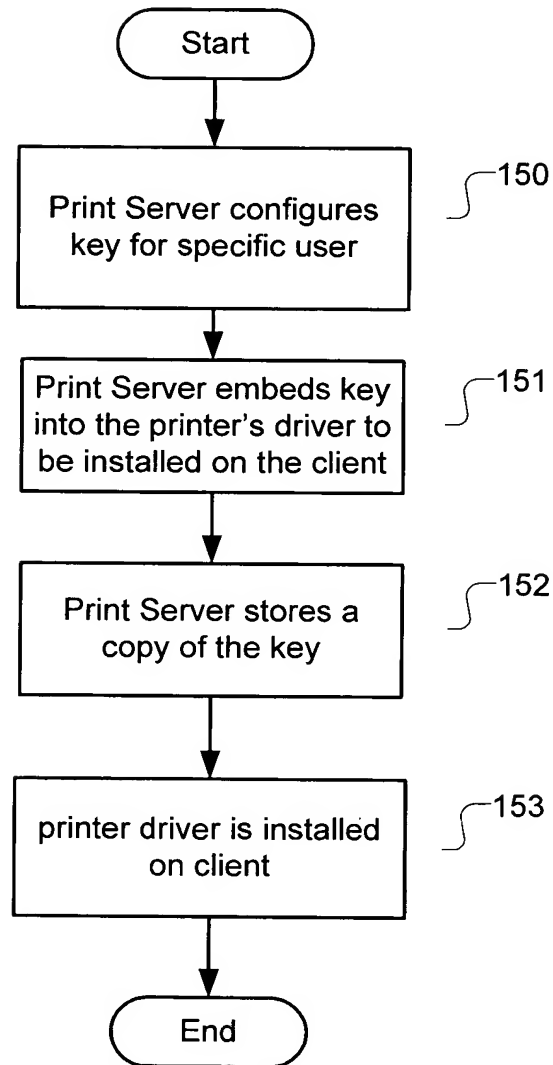 Start
Print Server configures
key for specific user
150
Print Server embeds key
into the printer's driver to
be installed on the client
151
Print Server stores a
copy of the key
152
printer driver is installed
on client
153
End